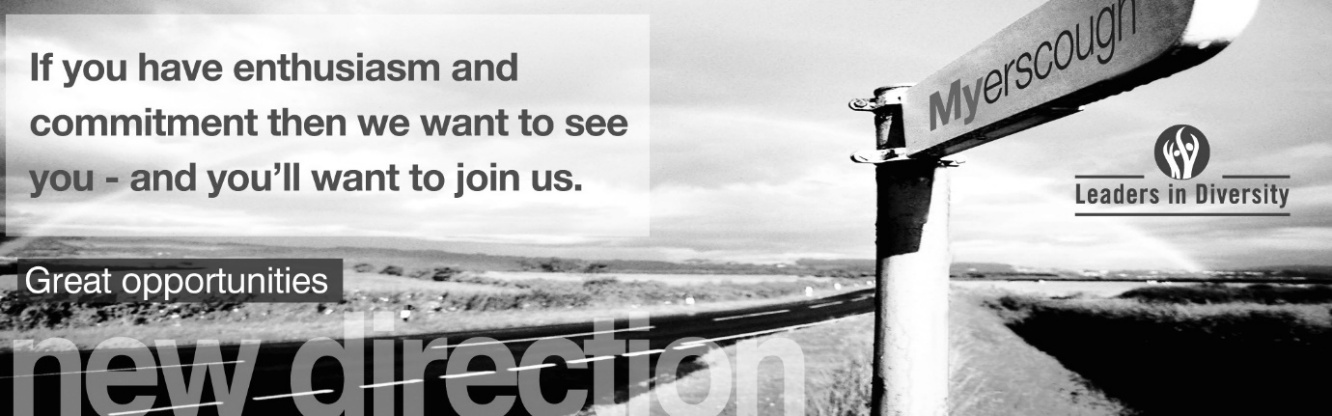 If you have enthusiasm and
commitment then we want to see
you - and you’ll want to join us.
Great opportunities
new direction
Myerscough
Leaders in Diversity